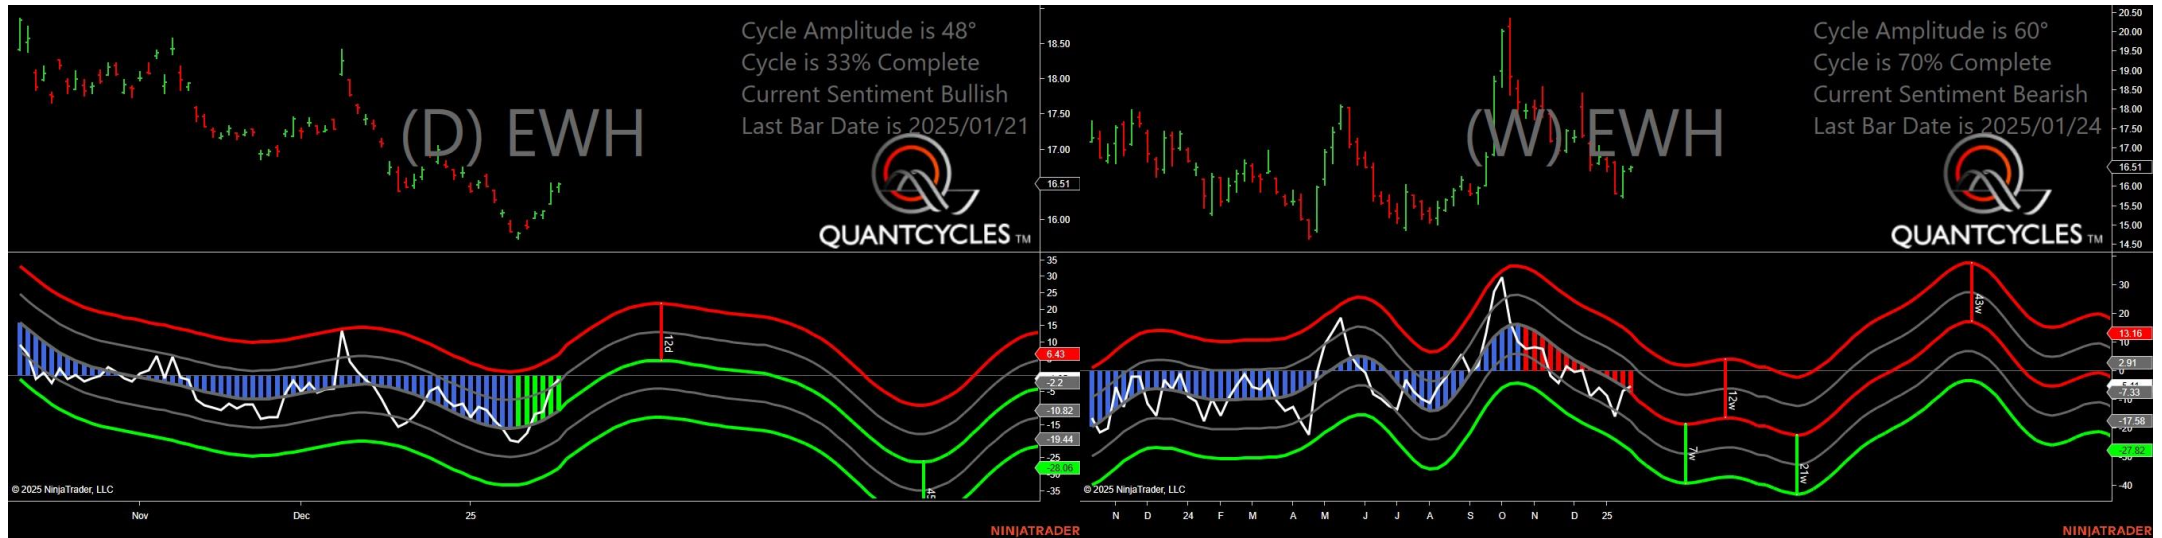 Cycle Amplitude is 48°
Cycle is 33% Complete
Current Sentiment Bullish
Last Bar Date is 2025/01/21
(D) EWH
QUANTCYCLES TM
18.50
18.00
17.50
17.00
16.51
16.00
35
30
25
20
15
10
6.43
-2.2
-5
-10.82
-15
-19.44
-25
-28.06
-35
12d
© 2025 NinjaTrader, LLC
Nov
Dec
25
NINJATRADER
Cycle Amplitude is 60°
Cycle is 70% Complete
Current Sentiment Bearish
Last Bar Date is 2025/01/24
(W) EWH
QUANTCYCLES TM
20.50
20.00
19.50
19.00
18.50
18.00
17.50
17.00
16.51
16.00
15.50
15.00
14.50
30
20
13.16
10
2.91
0
-7.33
-10
-17.58
-20
-27.82
-40
12w
7w
21w
43w
© 2025 NinjaTrader, LLC
N D 24 F M A M J J A S O N D 25
NINJATRADER